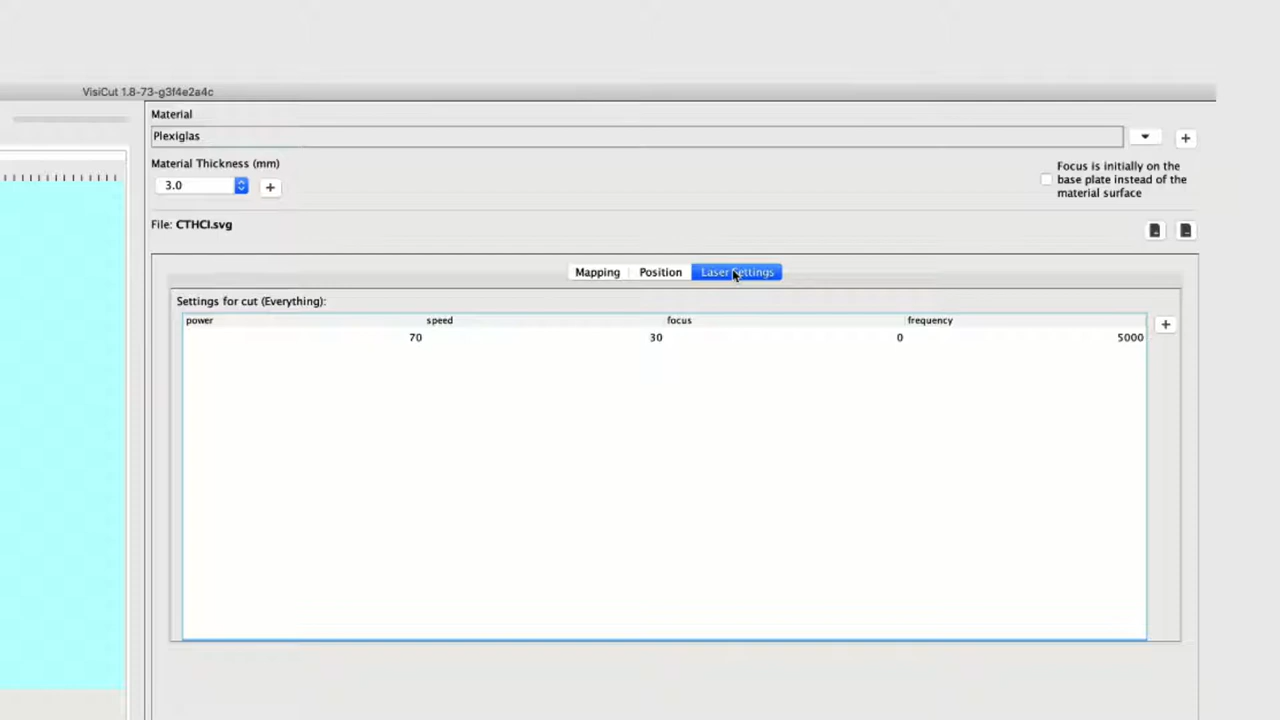 VisiCut 1.8-73-g3f4e2a4c
Material
Plexiglas
Material Thickness (mm)
3.0
Focus is initially on the
base plate instead of the
material surface
File: CTHCI.svg
Mapping Position Laser Settings
Settings for cut (Everything):
power speed focus frequency
70 30 0 5000